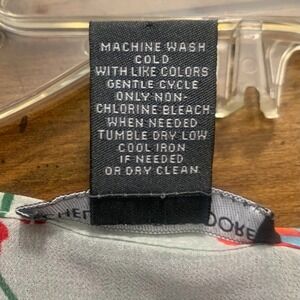 MACHINE WASH
COLD
WITH LIKE COLORS
GENTLE CYCLE
ONLY NON-
CHLORINE BLEACH
WHEN NEEDED
TUMBLE DRY LOW
COOL IRON
IF NEEDED
OR DRY CLEAN